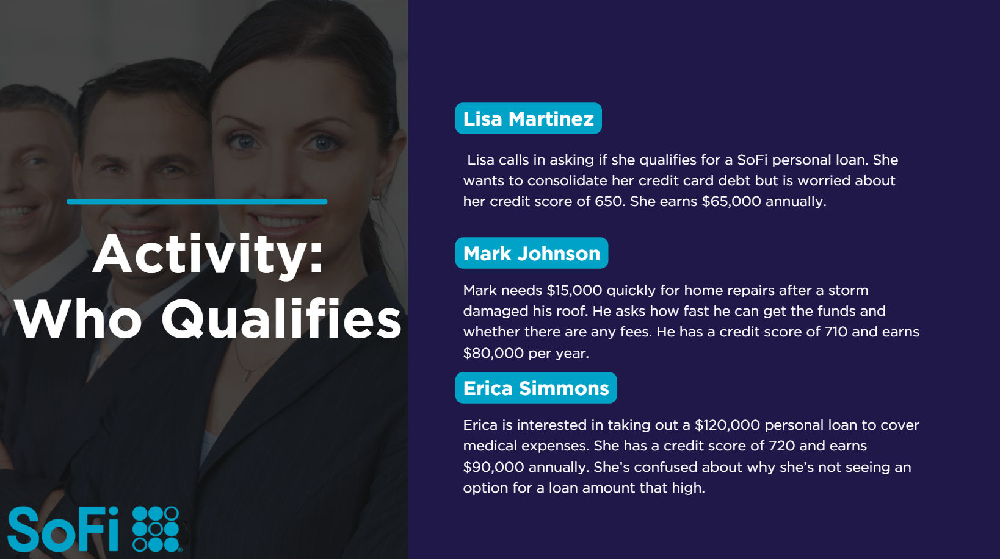 Activity:
Who Qualifies
SoFi
Lisa Martinez
Lisa calls in asking if she qualifies for a SoFi personal loan. She
wants to consolidate her credit card debt but is worried about
her credit score of 650. She earns $65,000 annually.
Mark Johnson
Mark needs $15,000 quickly for home repairs after a storm
damaged his roof. He asks how fast he can get the funds and
whether there are any fees. He has a credit score of 710 and earns
$80,000 per year.
Erica Simmons
Erica is interested in taking out a $120,000 personal loan to cover
medical expenses. She has a credit score of 720 and earns
$90,000 annually. She’s confused about why she’s not seeing an
option for a loan amount that high.